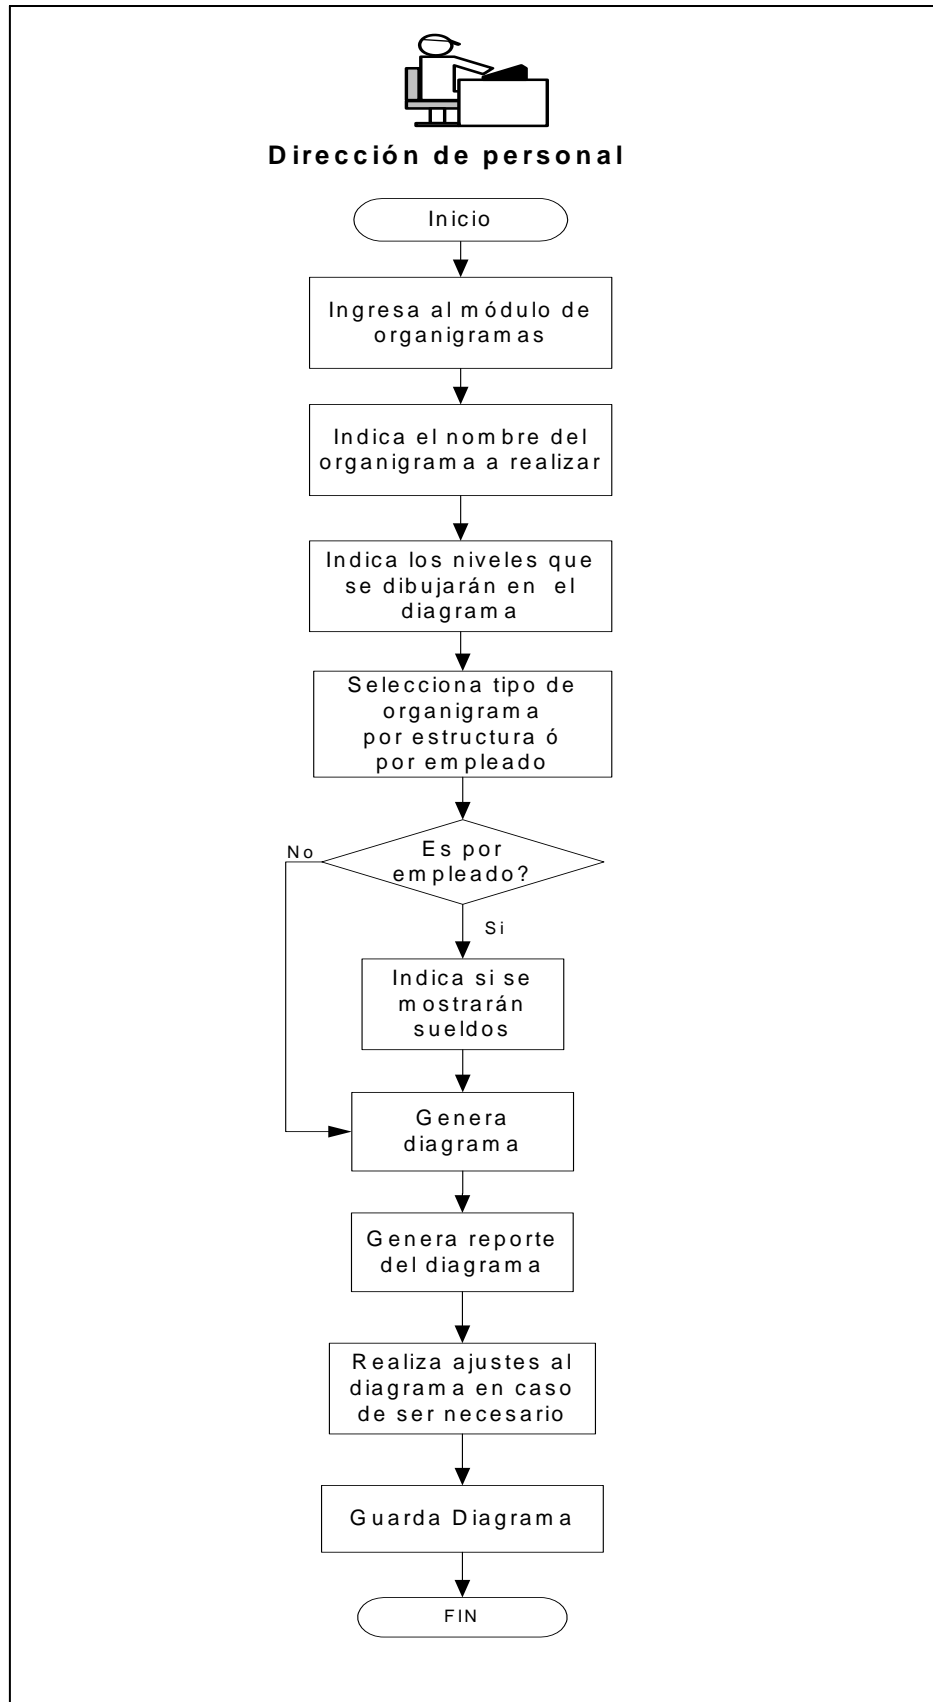 Dirección de personal
Inicio
Ingresa al módulo de
organigramas
Indica el nombre del
organigrama a realizar
Indica los niveles que
se dibujarán en el
diagrama
Selecciona tipo de
organigrama
por estructura ó
por empleado
Es por
empleado?
No
Si
Indica si se
mostrarán
sueldos
Genera
diagrama
Genera reporte
del diagrama
Realiza ajustes al
diagrama en caso
de ser necesario
Guarda Diagrama
FIN